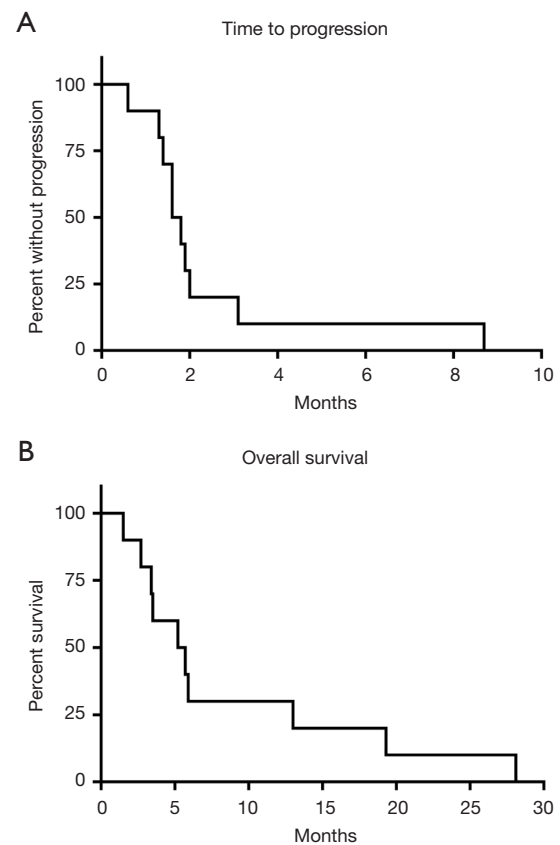 A
Time to progression
Percent without progression
100
75
50
25
0
0 2 4 6 8 10
Months
B
Overall survival
Percent survival
100
75
50
25
0
0 5 10 15 20 25 30
Months